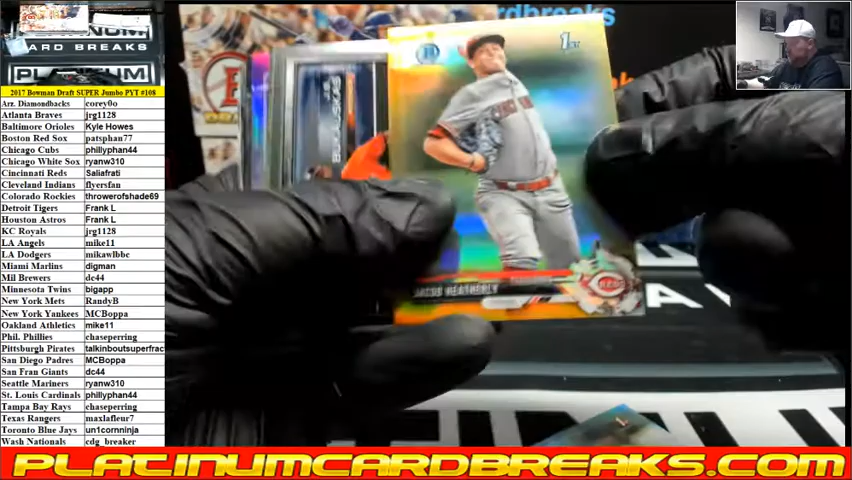 CARD BREAKS
PLATINUM
2017 Bowman Draft SUPER Jumbo PYT #108
Arz. Diamondbacks corey0o
Atlanta Braves jrg1128
Baltimore Orioles Kyle Howes
Boston Red Sox patsphan77
Chicago Cubs phillyphan44
Chicago White Sox ryanw310
Cincinnati Reds Saliafrati
Cleveland Indians flyersfan
Colorado Rockies throwerofshade69
Detroit Tigers Frank L
Houston Astros Frank L
KC Royals jrg1128
LA Angels mike11
LA Dodgers mikawlbbc
Miami Marlins digman
Mil Brewers dc44
Minnesota Twins bigapp
New York Mets RandyB
New York Yankees MCBoppa
Oakland Athletics mike11
Phil. Phillies chaseperring
Pittsburgh Pirates talkinboutsuperfrac
San Diego Padres MCBoppa
San Fran Giants dc44
Seattle Mariners ryanw310
St. Louis Cardinals phillyphan44
Tampa Bay Rays chaseperring
Texas Rangers maxlafleur7
Toronto Blue Jays un1cornninja
Wash Nationals cdg_breaker
rdbreaks
1st
CINCINNATI
JACOB HEATHERLY
REDS
PLATINUMCARDBREAKS.COM